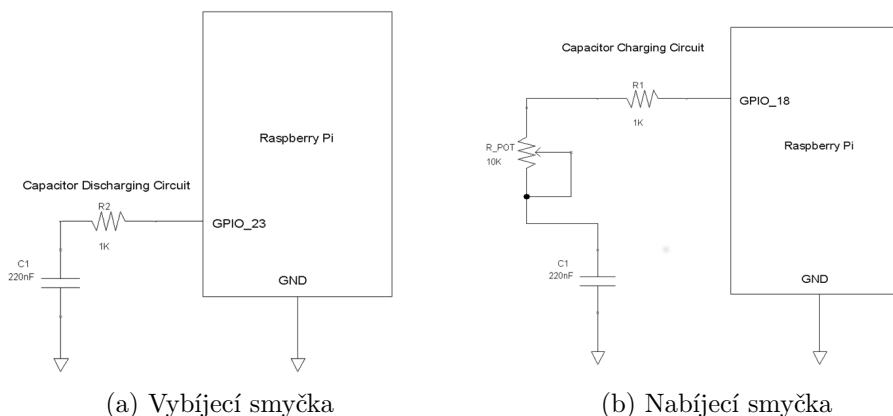 Capacitor Discharging Circuit
R2
1K
C1
220nF
GPIO_23
Raspberry Pi
GND
(a) Vybíjecí smyčka
Capacitor Charging Circuit
R1
1K
R_POT
10K
C1
220nF
GPIO_18
Raspberry Pi
GND
(b) Nabíjecí smyčka